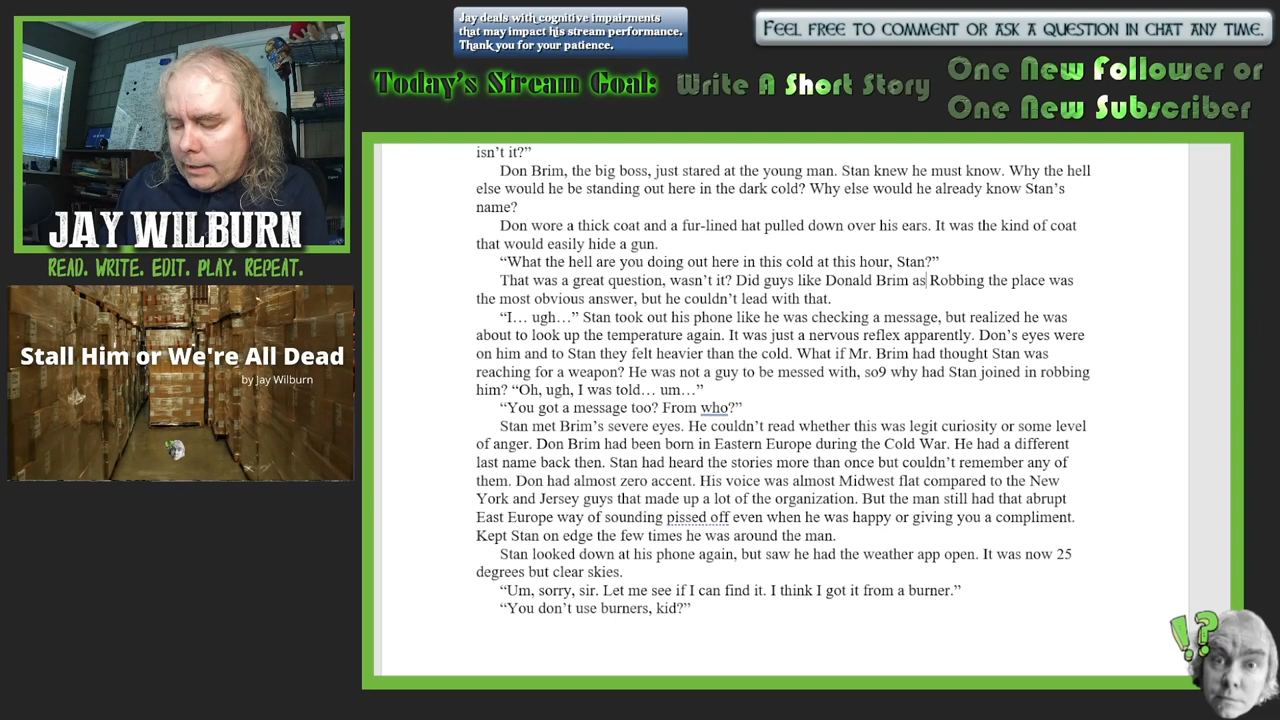 Jay deals with cognitive impairments
that may impact his stream performance.
Thank you for your patience.
Feel free to comment or ask a question in chat any time.
Today's Stream Goal:
Write A Short Story
One New Follower or
One New Subscriber
JAY WILBURN
READ. WRITE. EDIT. PLAY. REPEAT.
Stall Him or We're All Dead
by Jay Wilburn
isn't it?”
Don Brim, the big boss, just stared at the young man. Stan knew he must know. Why the hell
else would he be standing out here in the dark cold? Why else would he already know Stan's
name?
Don wore a thick coat and a fur-lined hat pulled down over his ears. It was the kind of coat
that would easily hide a gun.
“What the hell are you doing out here in this cold at this hour, Stan?”
That was a great question, wasn't it? Did guys like Donald Brim as Robbing the place was
the most obvious answer, but he couldn't lead with that.
“I… ugh…” Stan took out his phone like he was checking a message, but realized he was
about to look up the temperature again. It was just a nervous reflex apparently. Don's eyes were
on him and to Stan they felt heavier than the cold. What if Mr. Brim had thought Stan was
reaching for a weapon? He was not a guy to be messed with, so9 why had Stan joined in robbing
him? “Oh, ugh, I was told… um…”
“You got a message too? From who?”
Stan met Brim's severe eyes. He couldn't read whether this was legit curiosity or some level
of anger. Don Brim had been born in Eastern Europe during the Cold War. He had a different
last name back then. Stan had heard the stories more than once but couldn't remember any of
them. Don had almost zero accent. His voice was almost Midwest flat compared to the New
York and Jersey guys that made up a lot of the organization. But the man still had that abrupt
East Europe way of sounding pissed off even when he was happy or giving you a compliment.
Kept Stan on edge the few times he was around the man.
Stan looked down at his phone again, but saw he had the weather app open. It was now 25
degrees but clear skies.
“Um, sorry, sir. Let me see if I can find it. I think I got it from a burner.”
“You don't use burners, kid?”
!?